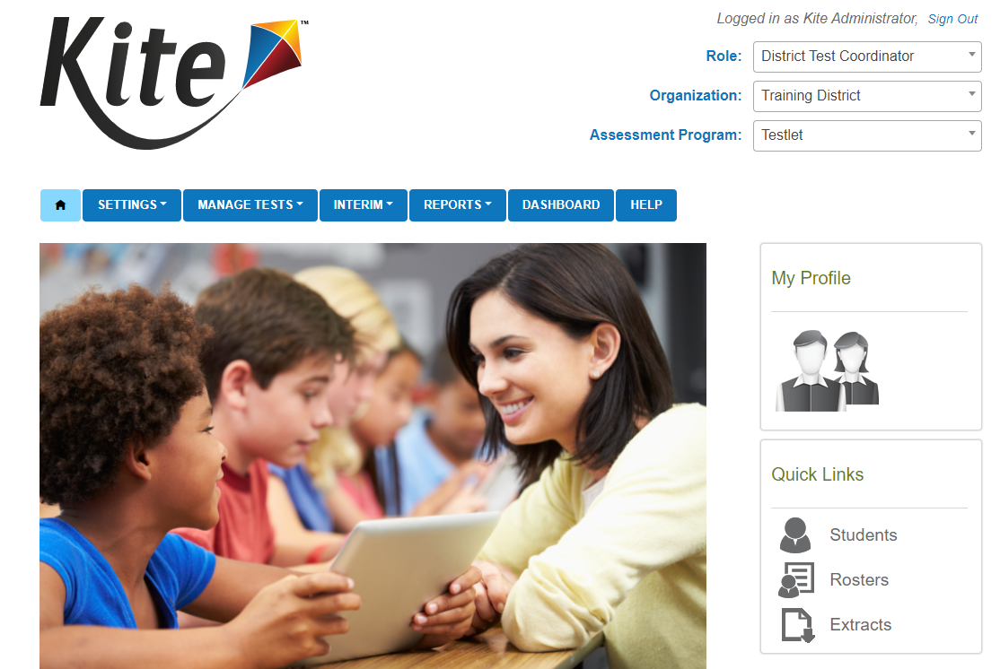 Kite™
Logged in as Kite Administrator, Sign Out
Role: District Test Coordinator
Organization: Training District
Assessment Program: Testlet
SETTINGS MANAGE TESTS INTERIM REPORTS DASHBOARD HELP
My Profile
Quick Links
Students
Rosters
Extracts